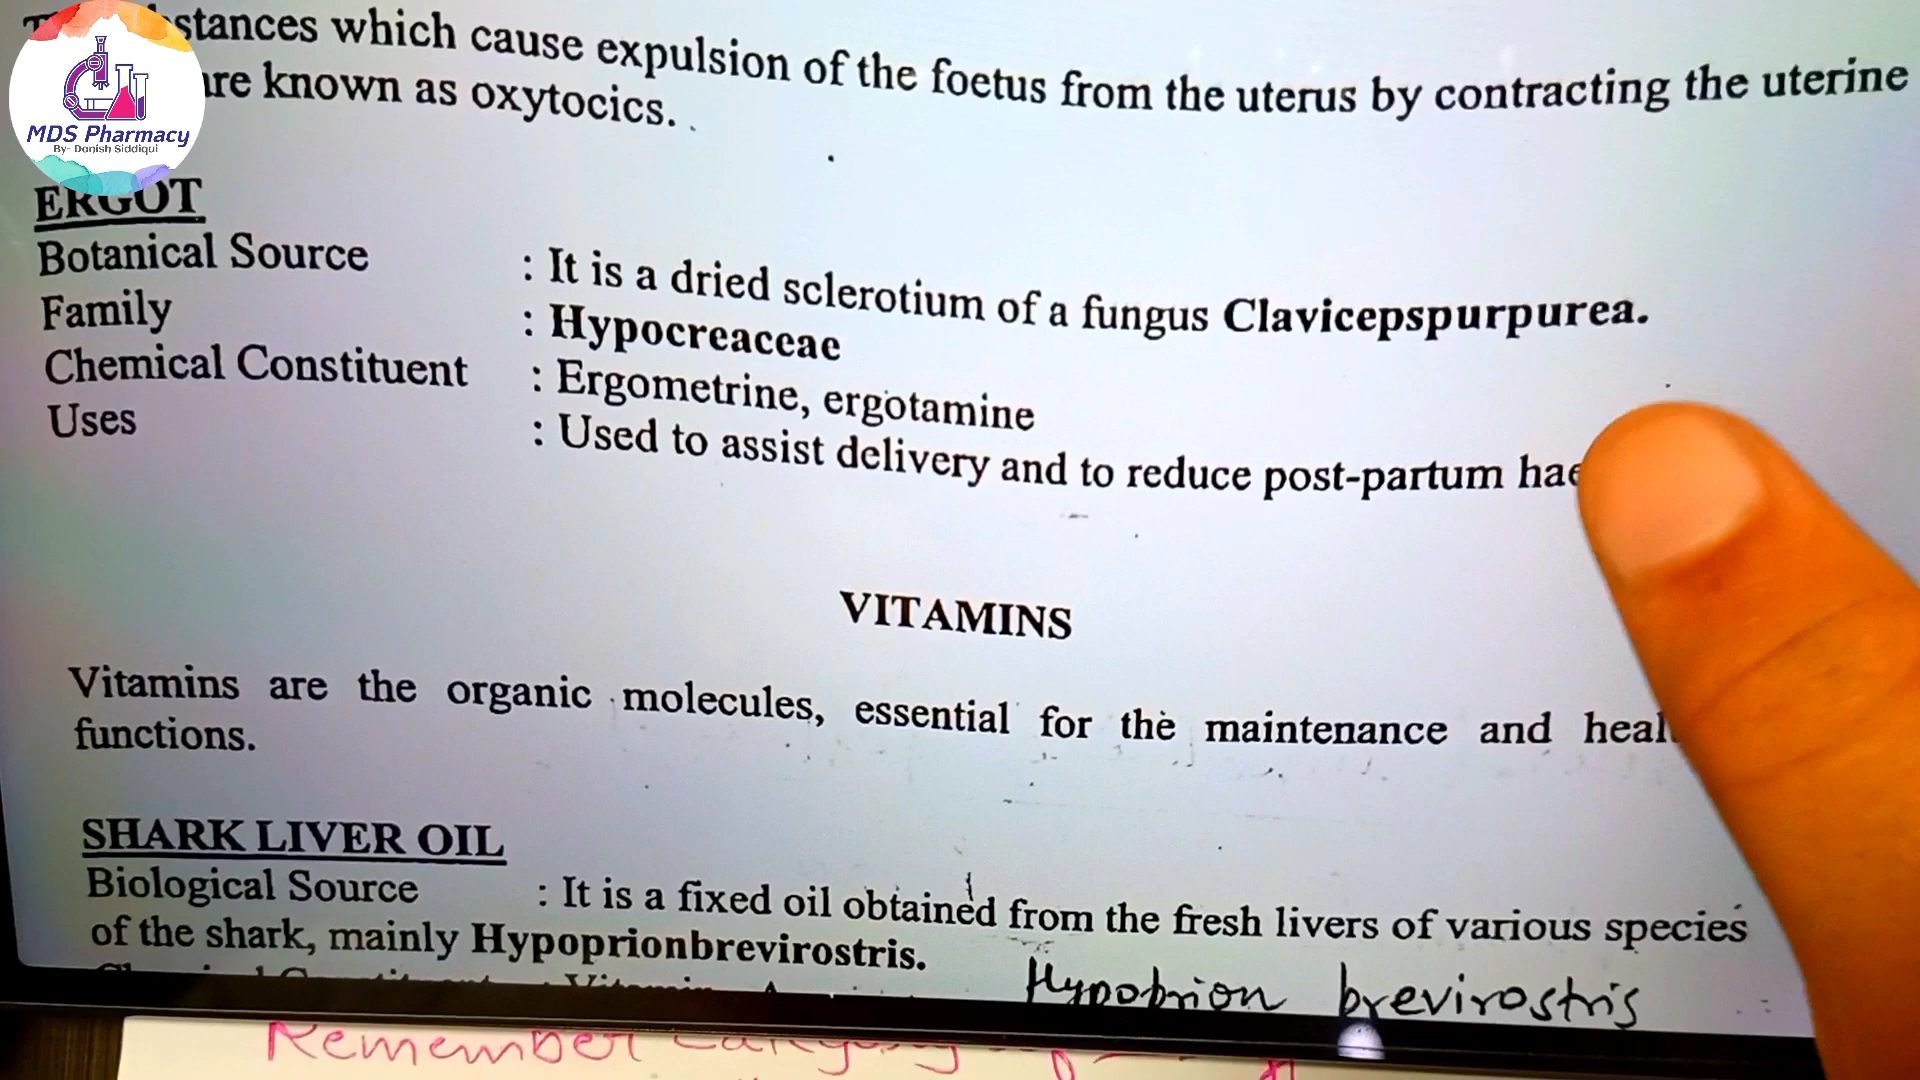 MDS Pharmacy
By- Danish Siddiqui
which cause expulsion of the foetus from the uterus by contracting the uterine
known as oxytocics.
ERGOT
Botanical Source : It is a dried sclerotium of a fungus Clavicepspurpurea.
Family : Hypocreaceae
Chemical Constituent : Ergometrine, ergotamine
Uses : Used to assist delivery and to reduce post-partum
VITAMINS
Vitamins are the organic molecules, essential for the maintenance and
functions.
SHARK LIVER OIL
Biological Source : It is a fixed oil obtained from the fresh livers of various species
of the shark, mainly Hypoprionbrevirostris.
Hypoprion brevirostris
Remember